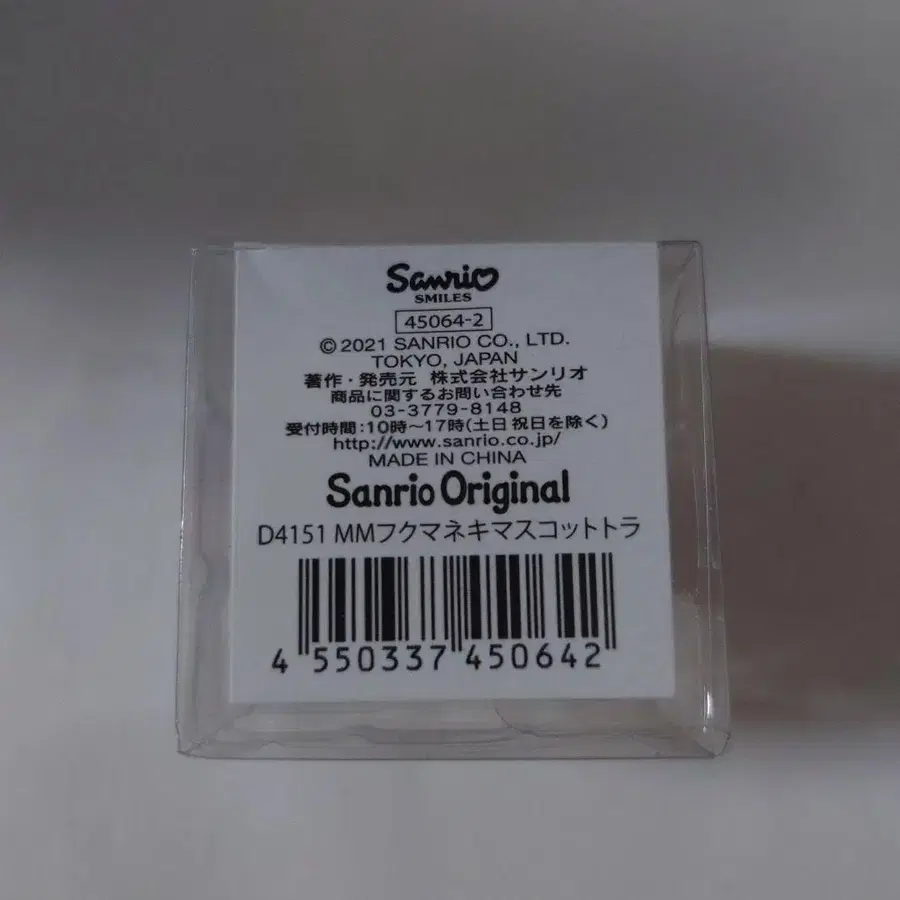 Sanrio
SMILES
45064-2
© 2021 SANRIO CO., LTD.
TOKYO, JAPAN
著作・発売元 株式会社サンリオ
商品に関するお問い合わせ先
03-3779-8148
受付時間:10時〜17時(土日 祝日を除く)
http://www.sanrio.co.jp/
MADE IN CHINA
Sanrio Original
D4151 MMフクマネキマスコットトラ
4 550337 450642